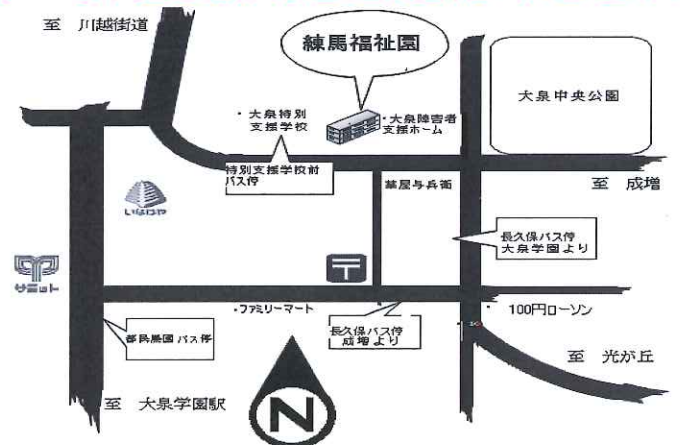 至 川越街道
練馬福祉園
大泉中央公園
・大泉特別
支援学校
・大泉障害者
支援ホーム
特別支援学校前
バス停
華屋与兵衛
至 成増
いなげや
長久保バス停
大泉学園より
サミット
〒
・ファミリーマート
・100円ローソン
都民農園バス停
長久保バス停
成増より
至 光が丘
至 大泉学園駅
N